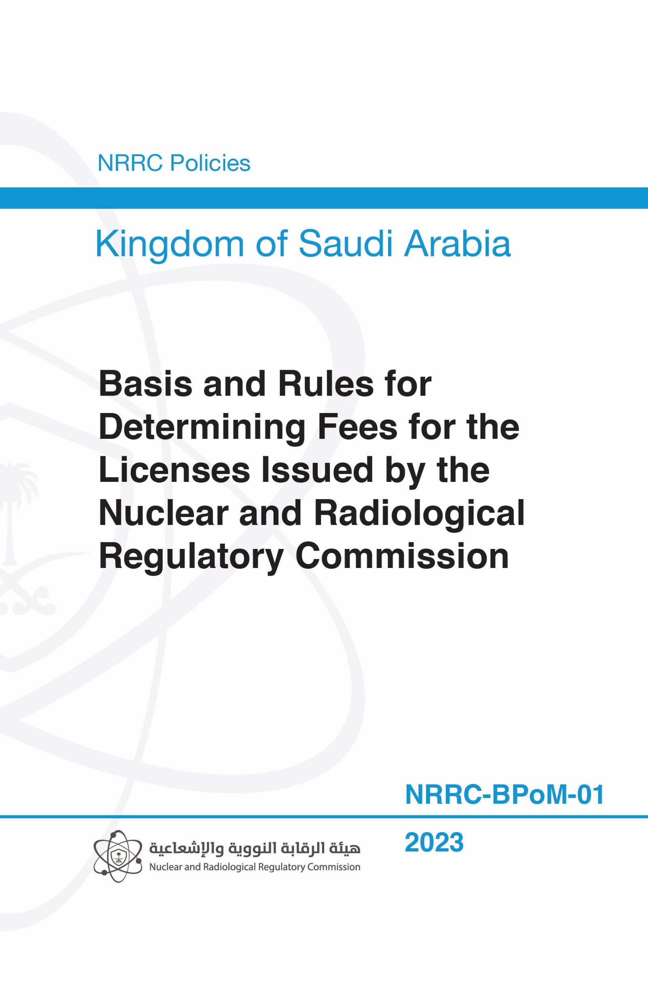 NRRC Policies
Kingdom of Saudi Arabia
Basis and Rules for
Determining Fees for the
Licenses Issued by the
Nuclear and Radiological
Regulatory Commission
NRRC-BPoM-01
2023
هيئة الرقابة النووية والإشعاعية
Nuclear and Radiological Regulatory Commission